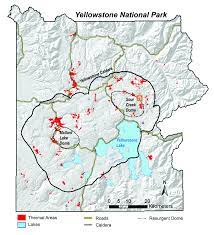 Yellowstone National Park
Yellowstone Caldera
Sour
Creek
Dome
Mallard
Lake
Dome
Yellowstone
Lake
Kilometers
Thermal Areas
Roads
Resurgent Dome
Lakes
Caldera